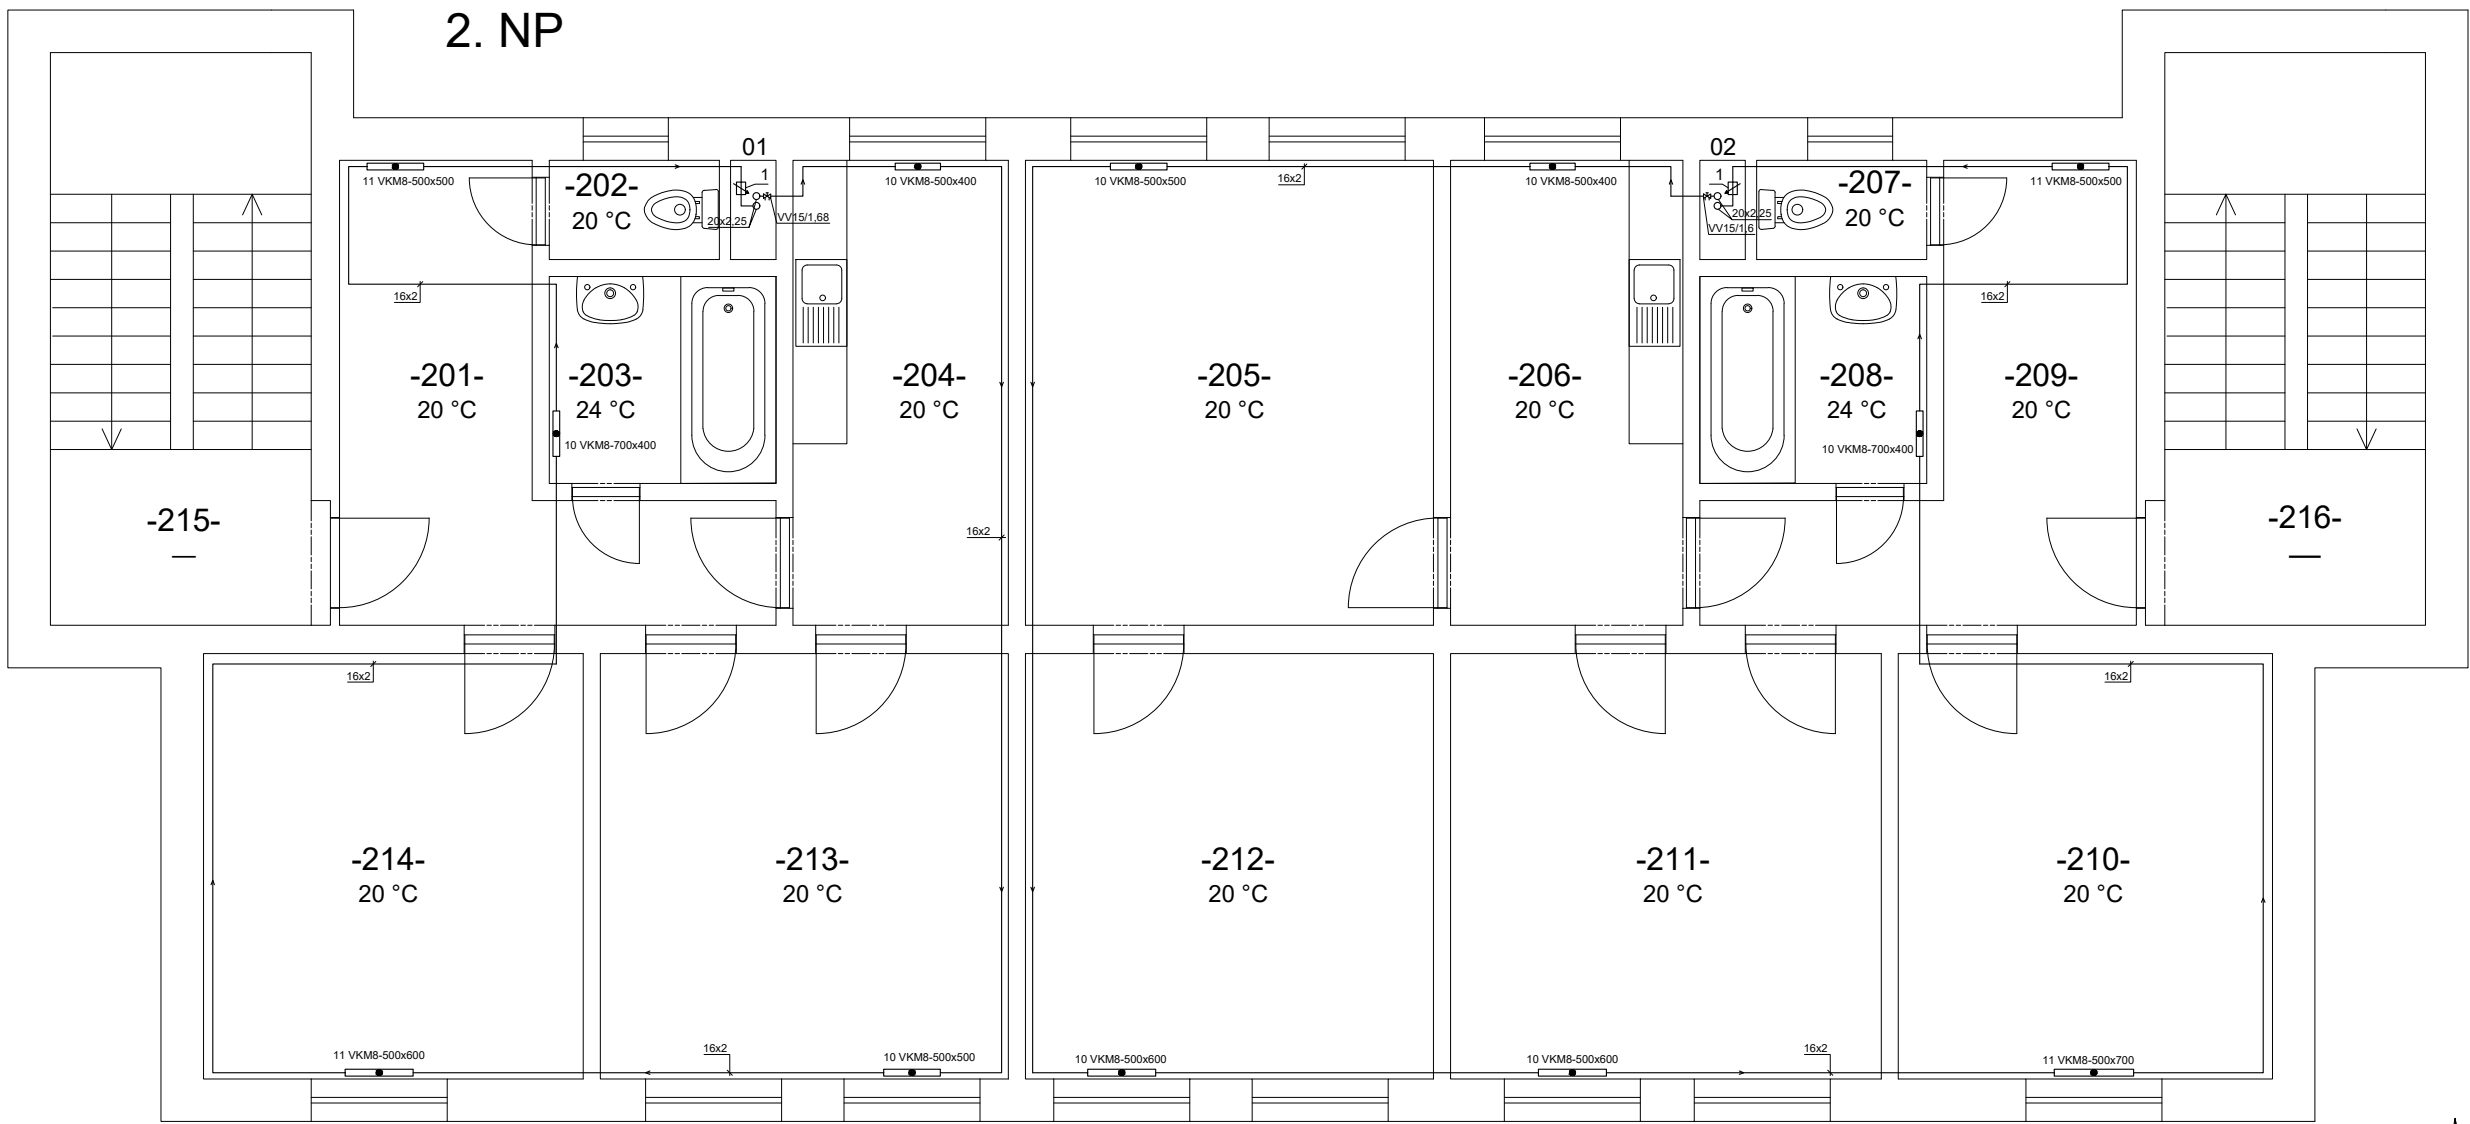 2. NP
01
02
11 VKM8-500x500
-202-
20 °C
1
20x2,25
VV15/1,68
10 VKM8-500x400
10 VKM8-500x500
16x2
10 VKM8-500x400
1
20x2,25
VV15/1,6
-207-
20 °C
11 VKM8-500x500
16x2
16x2
-201-
20 °C
-203-
24 °C
10 VKM8-700x400
-204-
20 °C
-205-
20 °C
-206-
20 °C
-208-
24 °C
10 VKM8-700x400
-209-
20 °C
-215-
—
16x2
-216-
—
16x2
16x2
-214-
20 °C
-213-
20 °C
-212-
20 °C
-211-
20 °C
-210-
20 °C
11 VKM8-500x600
16x2
10 VKM8-500x500
10 VKM8-500x600
10 VKM8-500x600
16x2
11 VKM8-500x700